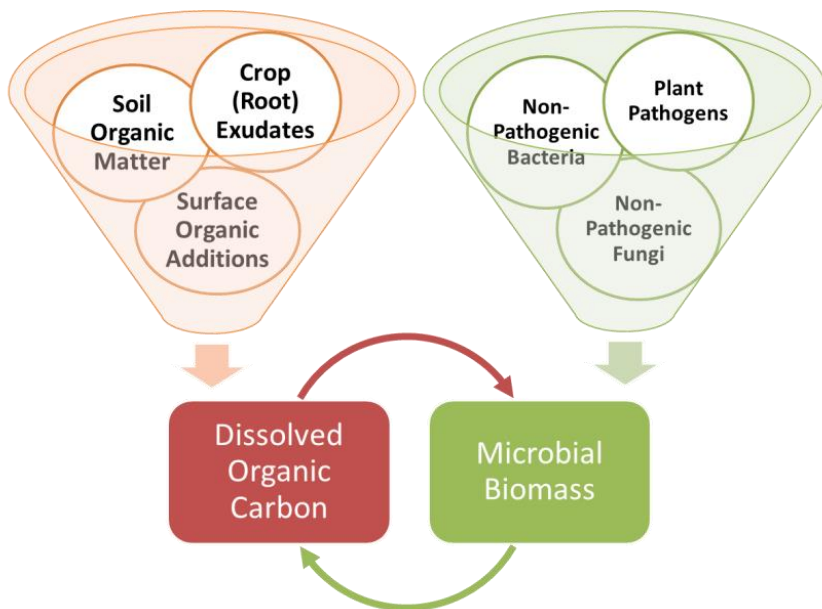 Soil
Organic
Matter
Crop
(Root)
Exudates
Surface
Organic
Additions
Non-
Pathogenic
Bacteria
Plant
Pathogens
Non-
Pathogenic
Fungi
Dissolved
Organic
Carbon
Microbial
Biomass